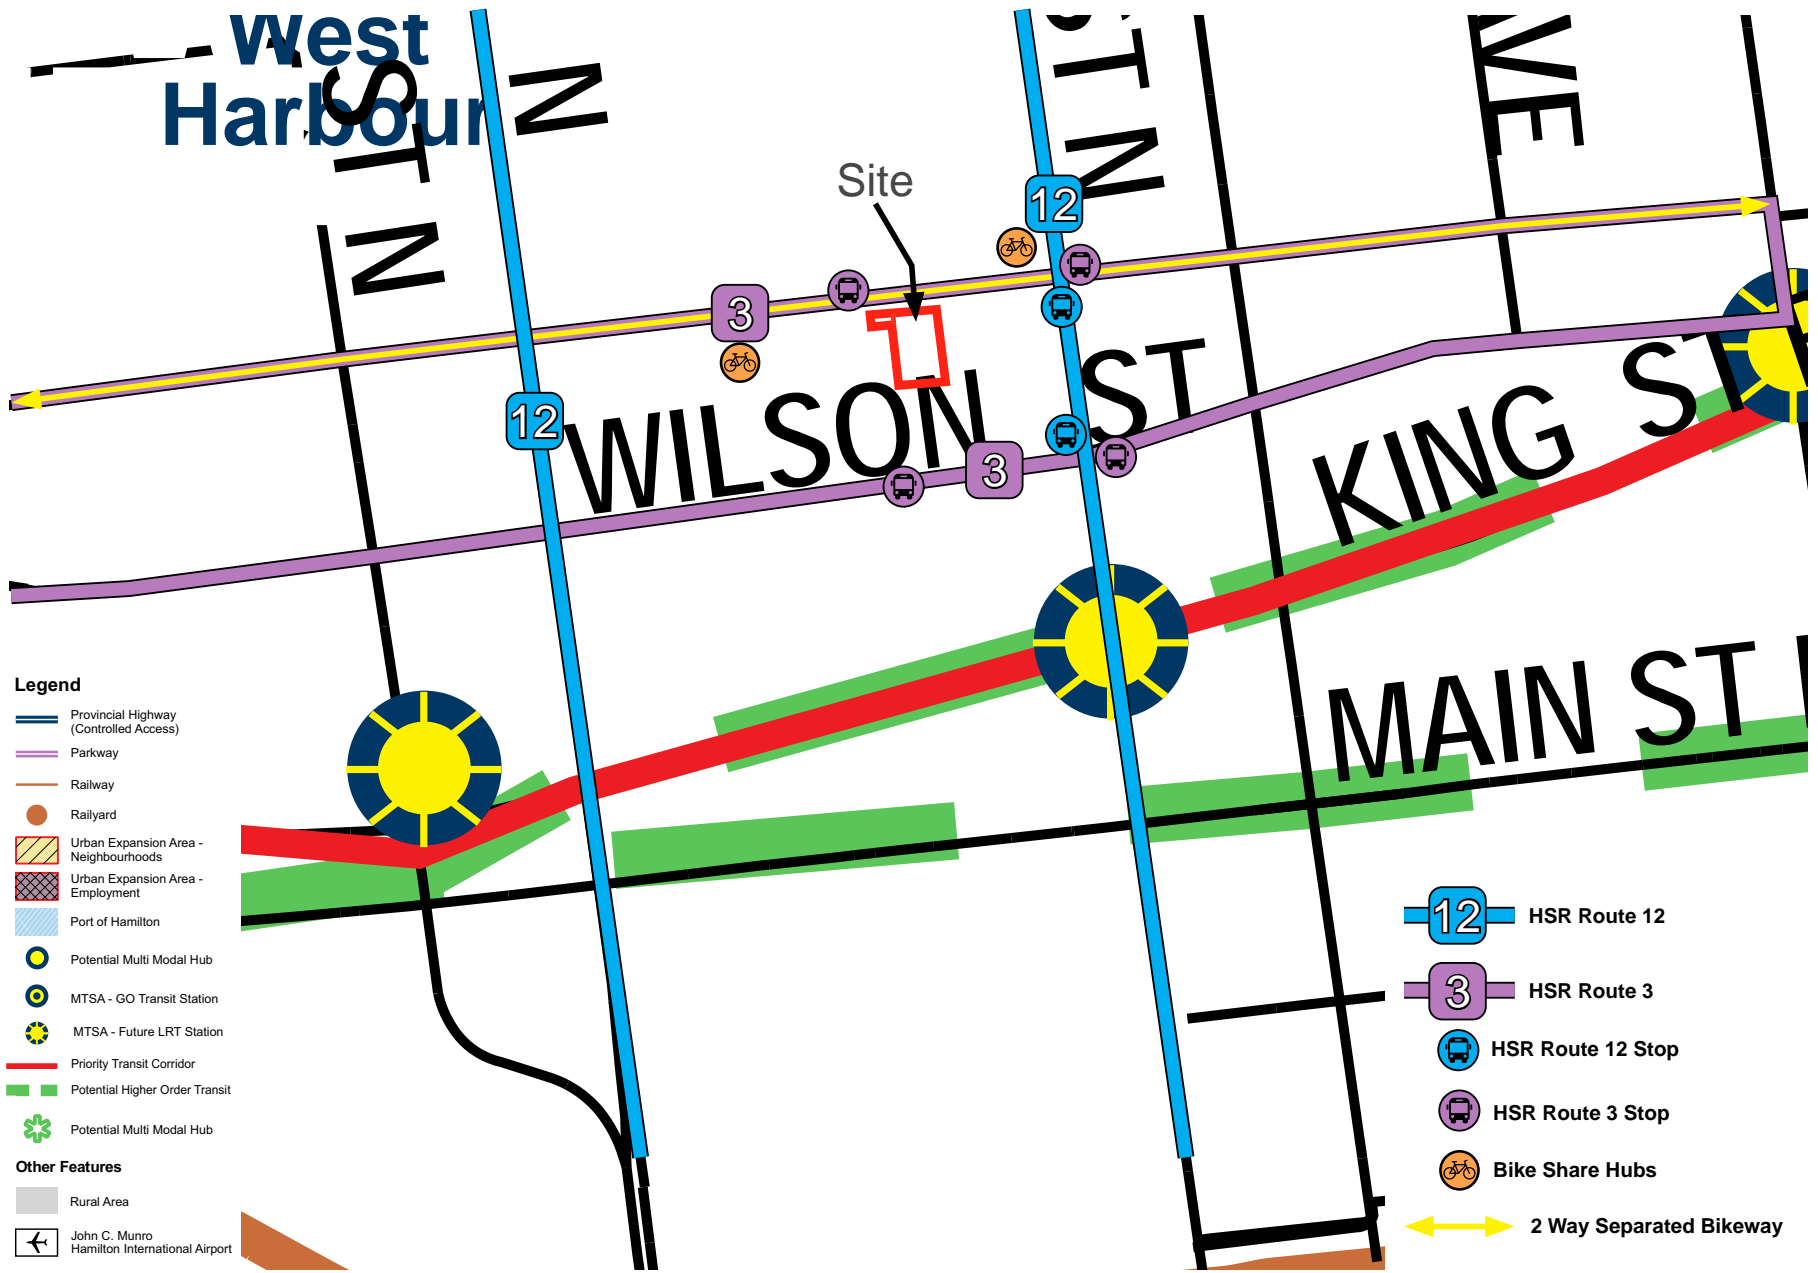 West
Harbour
ST N
N
ST N
AVE
Site
12
3
12
WILSON ST
3
KING ST
MAIN ST
Legend
Provincial Highway
(Controlled Access)
Parkway
Railway
Railyard
Urban Expansion Area -
Neighbourhoods
Urban Expansion Area -
Employment
Port of Hamilton
Potential Multi Modal Hub
MTSA - GO Transit Station
MTSA - Future LRT Station
Priority Transit Corridor
Potential Higher Order Transit
Potential Multi Modal Hub
Other Features
Rural Area
John C. Munro
Hamilton International Airport
12 HSR Route 12
3 HSR Route 3
HSR Route 12 Stop
HSR Route 3 Stop
Bike Share Hubs
2 Way Separated Bikeway